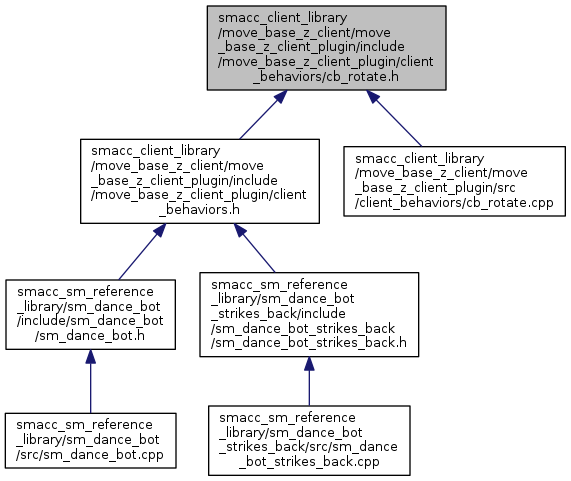 smacc_client_library
/move_base_z_client/move
_base_z_client_plugin/include
/move_base_z_client_plugin/client
_behaviors/cb_rotate.h
smacc_client_library
/move_base_z_client/move
_base_z_client_plugin/include
/move_base_z_client_plugin/client
_behaviors.h
smacc_client_library
/move_base_z_client/move
_base_z_client_plugin/src
/client_behaviors/cb_rotate.cpp
smacc_sm_reference
_library/sm_dance_bot
/include/sm_dance_bot
/sm_dance_bot.h
smacc_sm_reference
_library/sm_dance_bot
_strikes_back/include
/sm_dance_bot_strikes_back
/sm_dance_bot_strikes_back.h
smacc_sm_reference
_library/sm_dance_bot
/src/sm_dance_bot.cpp
smacc_sm_reference
_library/sm_dance_bot
_strikes_back/src/sm_dance
_bot_strikes_back.cpp